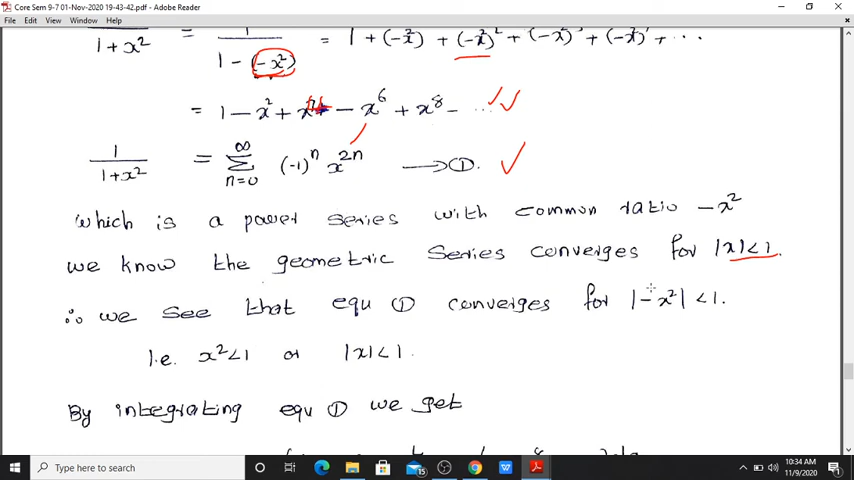 Core Sem 9-7 01-Nov-2020 19-43-42.pdf - Adobe Reader
File Edit View Window Help
1/(1+x²) = 1/(1-(-x²)) = 1+(-x²)+(-x²)²+(-x²)³+(-x²)⁴+...
= 1-x²+x⁴-x⁶+x⁸-...
1/(1+x²) = ∑_{n=0}^{∞} (-1)ⁿ x²ⁿ → ①.
which is a power series with common ratio -x²
we know the geometric series converges for |x|<1.
∴ we see that equ ① converges for |-x²|<1.
i.e. x²<1 or |x|<1.
By integrating equ ① we get
Type here to search
15
10:34 AM
11/9/2020